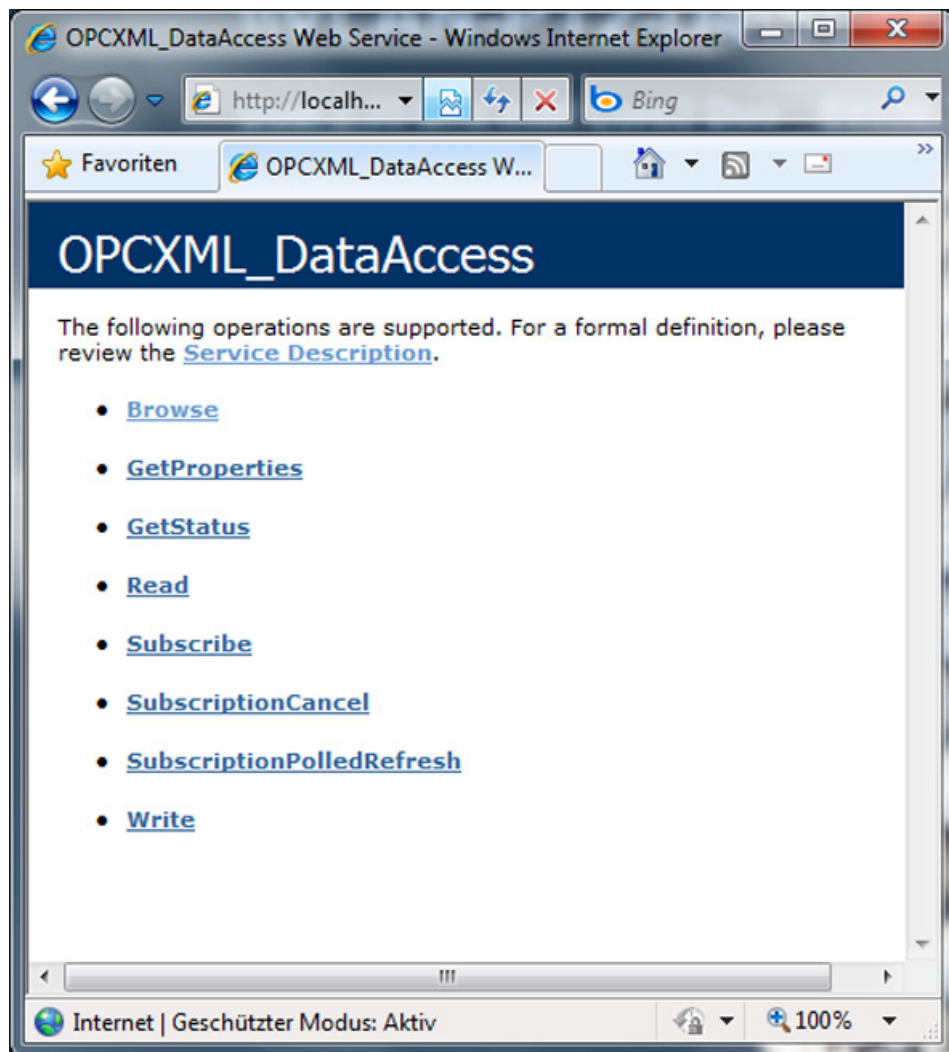 OPCXML_DataAccess Web Service - Windows Internet Explorer
http://localh...
Bing
Favoriten
OPCXML_DataAccess W...
OPCXML_DataAccess
The following operations are supported. For a formal definition, please
review the Service Description.
• Browse
• GetProperties
• GetStatus
• Read
• Subscribe
• SubscriptionCancel
• SubscriptionPolledRefresh
• Write
Internet | Geschützter Modus: Aktiv
100%